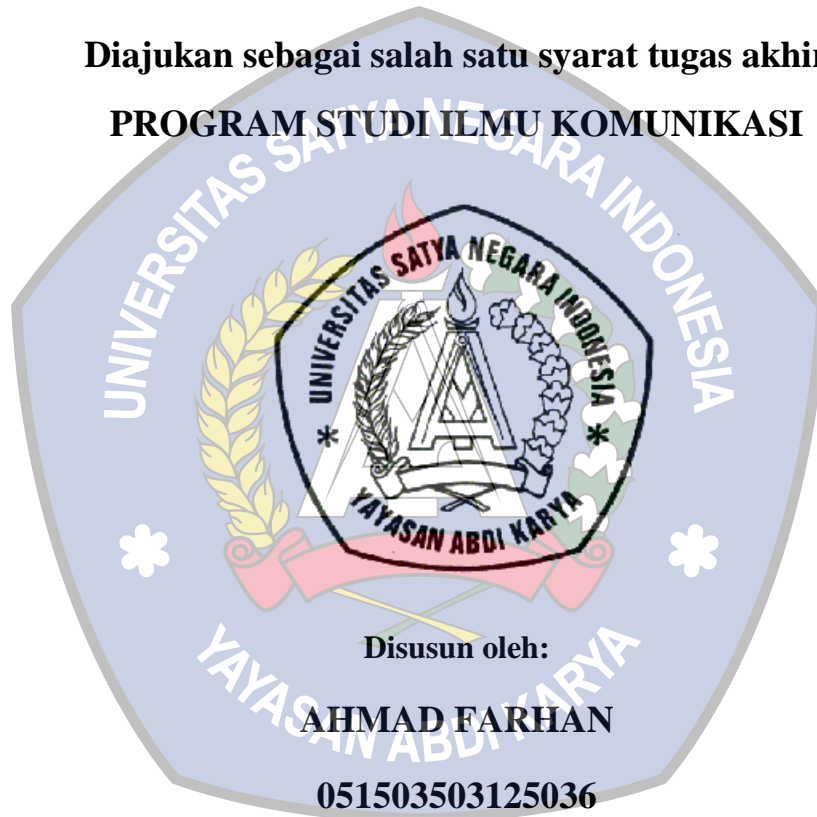 Diajukan sebagai salah satu syarat tugas akhir
PROGRAM STUDI ILMU KOMUNIKASI
UNIVERSITAS SATYA NEGARA INDONESIA
YAYASAN ABDI KARYA
UNIVERSITAS SATYA NEGARA INDONESIA
YAYASAN ABDI KARYA
Disusun oleh:
AHMAD FARHAN
051503503125036